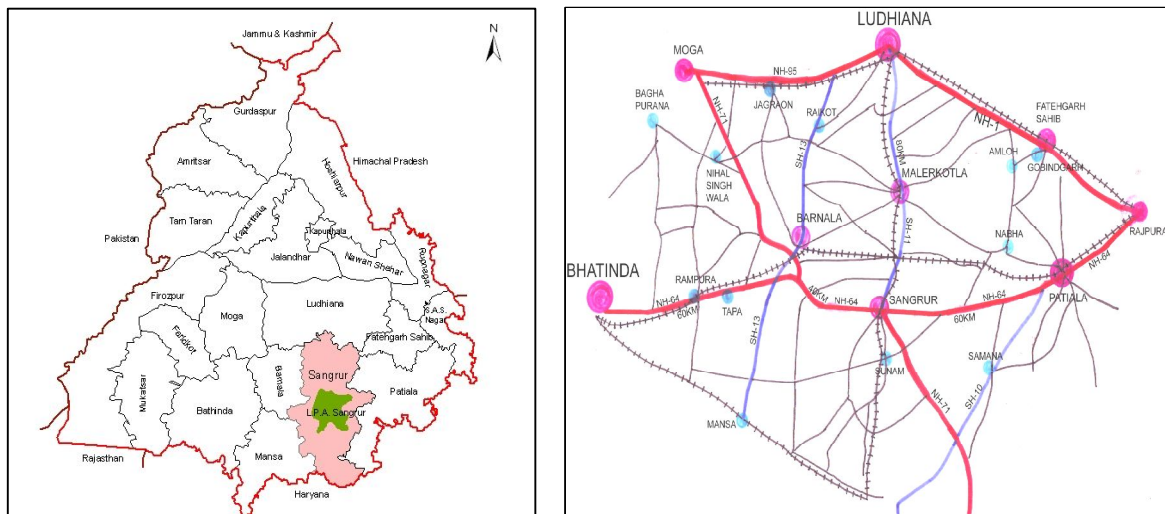 Jammu & Kashmir
N
Gurdaspur
Himachal Pradesh
Amritsar
Hoshiarpur
Tarn Taran
Kapurthala
Kapurthala
Pakistan
Jalandhar
Nawan Shehar
Rupnagar
Firozpur
Ludhiana
S.A.S.
Nagar
Moga
Faridkot
Fatehgarh Sahib
Sangrur
Barnala
Muktsar
Patiala
L.P.A. Sangrur
Bathinda
Rajasthan
Mansa
Haryana
LUDHIANA
MOGA
NH-95
BAGHA
PURANA
JAGRAON
NH-71
RAIKOT
FATEHGARH
SAHIB
NH-1
80KM
AMLOH
GOBINDGARH
SH-13
NIHAL
SINGH
WALA
MALERKOTLA
BARNALA
SH-11
NABHA
RAJPURA
BHATINDA
RAMPURA
NH-64
PATIALA
NH-64
60KM
TAPA
NH-64
SANGRUR
NH-64
60KM
SH-13
SUNAM
SAMANA
NH-71
SH-10
MANSA